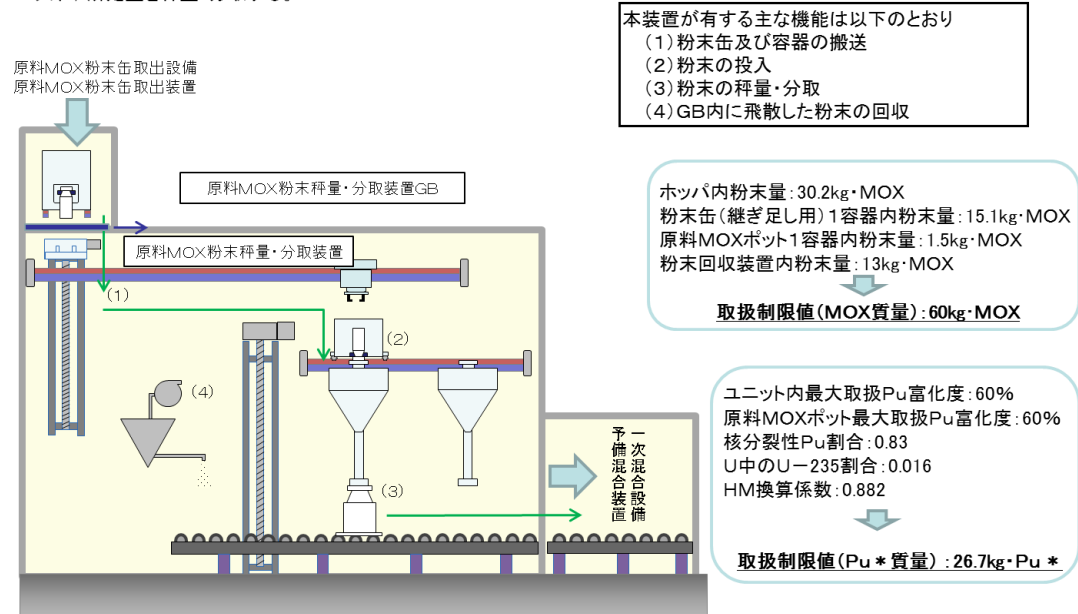 本装置が有する主な機能は以下のとおり
(1)粉末缶及び容器の搬送
(2)粉末の投入
(3)粉末の秤量・分取
(4)GB内に飛散した粉末の回収
原料MOX粉末缶取出設備
原料MOX粉末缶取出装置
原料MOX粉末秤量・分取装置GB
原料MOX粉末秤量・分取装置
(1)
(2)
(4)
(3)
一次混合設備
予備混合装置
ホッパ内粉末量:30.2kg・MOX
粉末缶(継ぎ足し用)1容器内粉末量:15.1kg・MOX
原料MOXポット1容器内粉末量:1.5kg・MOX
粉末回収装置内粉末量:13kg・MOX
取扱制限値(MOX質量):60kg・MOX
ユニット内最大取扱Pu富化度:60%
原料MOXポット最大取扱Pu富化度:60%
核分裂性Pu割合:0.83
U中のU-235割合:0.016
HM換算係数:0.882
取扱制限値(Pu*質量):26.7kg・Pu*